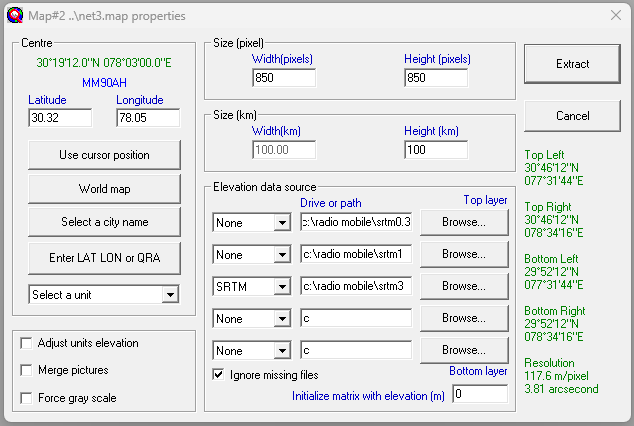 Map#2 ..\net3.map properties
Centre
30°19'12.0"N 078°03'00.0"E
MM90AH
Latitude Longitude
30.32 78.05
Use cursor position
World map
Select a city name
Enter LAT LON or QRA
Select a unit
Adjust units elevation
Merge pictures
Force gray scale
Size (pixel)
Width(pixels) Height (pixels)
850 850
Size (km)
Width(km) Height (km)
100.00 100
Elevation data source
Drive or path Top layer
None c:\radio mobile\srtm0.3 Browse...
None c:\radio mobile\srtm1 Browse...
SRTM c:\radio mobile\srtm3 Browse...
None c Browse...
None c Browse...
Ignore missing files Bottom layer
Initialize matrix with elevation (m) 0
Extract
Cancel
Top Left
30°46'12"N
077°31'44"E
Top Right
30°46'12"N
078°34'16"E
Bottom Left
29°52'12"N
077°31'44"E
Bottom Right
29°52'12"N
078°34'16"E
Resolution
117.6 m/pixel
3.81 arcsecond